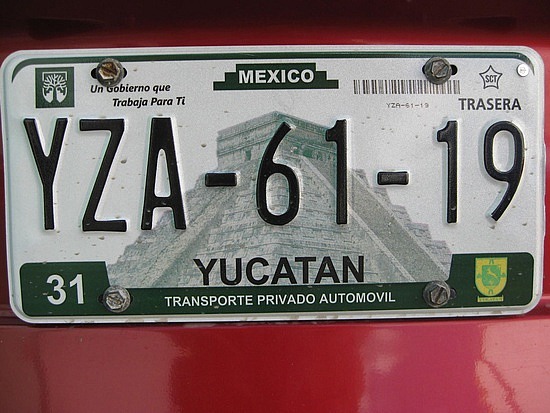 MEXICO
Un Gobierno que
Trabaja Para Ti
YZA-61-19
SCT
TRASERA
YZA-61-19
YUCATAN
31
TRANSPORTE PRIVADO AUTOMOVIL